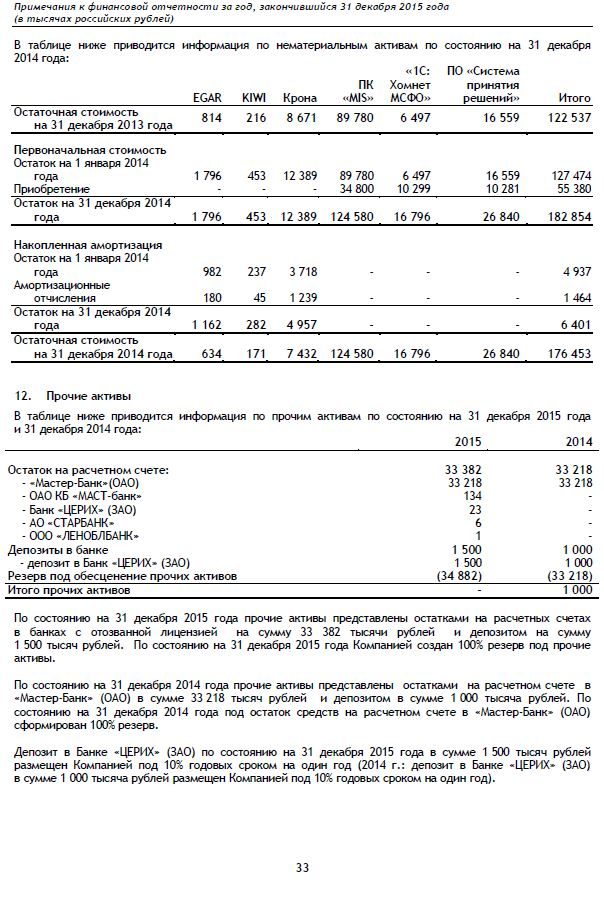 Примечания к финансовой отчетности за год, закончившийся 31 декабря 2015 года
(в тысячах российских рублей)
В таблице ниже приводится информация по нематериальным активам по состоянию на 31 декабря
2014 года:
EGAR KIWI Крона ПК «MIS» «1С: Хомнет МСФО» ПО «Система принятия решений» Итого
Остаточная стоимость
на 31 декабря 2013 года 814 216 8 671 89 780 6 497 16 559 122 537
Первоначальная стоимость
Остаток на 1 января 2014
года 1 796 453 12 389 89 780 6 497 16 559 127 474
Приобретение - - - 34 800 10 299 10 281 55 380
Остаток на 31 декабря 2014
года 1 796 453 12 389 124 580 16 796 26 840 182 854
Накопленная амортизация
Остаток на 1 января 2014
года 982 237 3 718 - - - 4 937
Амортизационные
отчисления 180 45 1 239 - - - 1 464
Остаток на 31 декабря 2014
года 1 162 282 4 957 - - - 6 401
Остаточная стоимость
на 31 декабря 2014 года 634 171 7 432 124 580 16 796 26 840 176 453
12. Прочие активы
В таблице ниже приводится информация по прочим активам по состоянию на 31 декабря 2015 года
и 31 декабря 2014 года:
2015 2014
Остаток на расчетном счете: 33 382 33 218
- «Мастер-Банк»(ОАО) 33 218 33 218
- ОАО КБ «МАСТ-банк» 134 -
- Банк «ЦЕРИХ» (ЗАО) 23 -
- АО «СТАРБАНК» 6 -
- ООО «ЛЕНОБЛБАНК» 1 -
Депозиты в банке 1 500 1 000
- депозит в Банк «ЦЕРИХ» (ЗАО) 1 500 1 000
Резерв под обесценение прочих активов (34 882) (33 218)
Итого прочих активов - 1 000
По состоянию на 31 декабря 2015 года прочие активы представлены остатками на расчетных счетах
в банках с отозванной лицензией на сумму 33 382 тысячи рублей и депозитом на сумму
1 500 тысяч рублей. По состоянию на 31 декабря 2015 года Компанией создан 100% резерв под прочие
активы.
По состоянию на 31 декабря 2014 года прочие активы представлены остатками на расчетном счете в
«Мастер-Банк» (ОАО) в сумме 33 218 тысяч рублей и депозитом в сумме 1 000 тысяча рублей. По
состоянию на 31 декабря 2014 года под остаток средств на расчетном счете в «Мастер-Банк» (ОАО)
сформирован 100% резерв.
Депозит в Банке «ЦЕРИХ» (ЗАО) по состоянию на 31 декабря 2015 года в сумме 1 500 тысяч рублей
размещен Компанией под 10% годовых сроком на один год (2014 г.: депозит в Банке «ЦЕРИХ» (ЗАО)
в сумме 1 000 тысяча рублей размещен Компанией под 10% годовых сроком на один год).
33